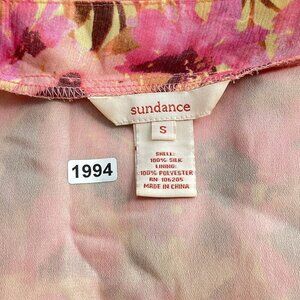 sundance
S
1994
SHELL:
100% SILK
LINING:
100% POLYESTER
RN 106205
MADE IN CHINA